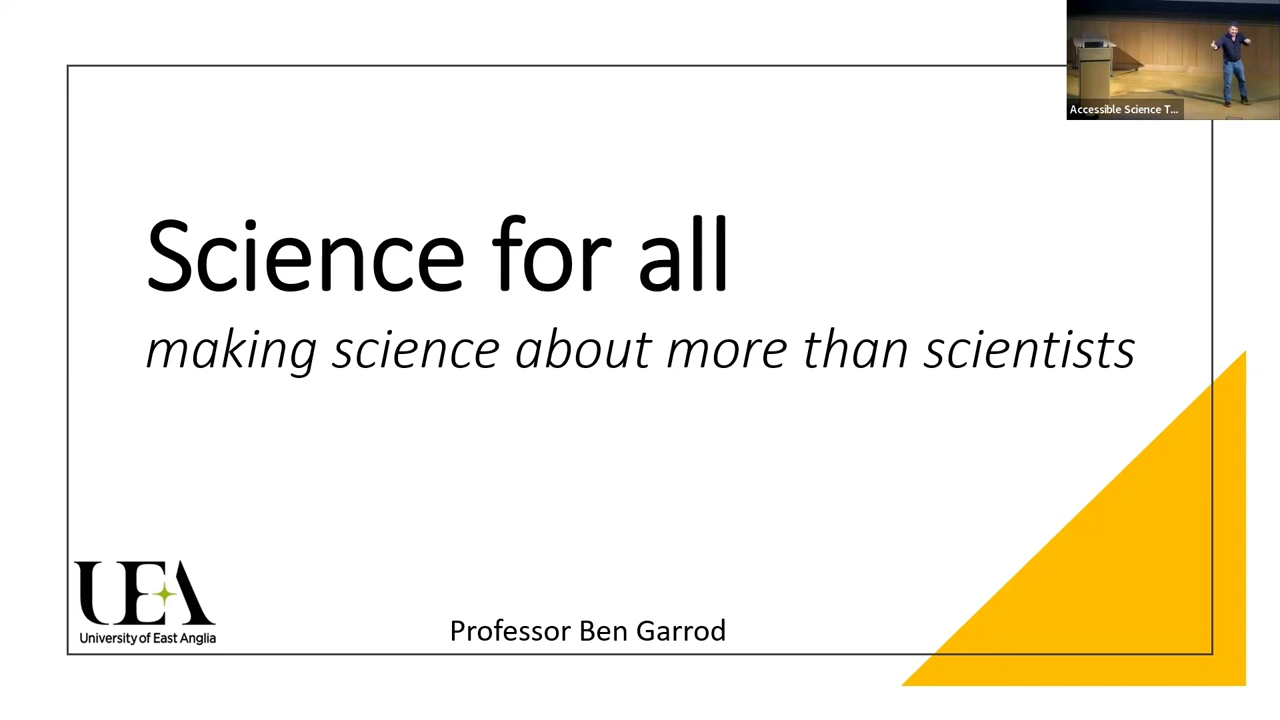 Accessible Science T...
Science for all
making science about more than scientists
UEA
University of East Anglia
Professor Ben Garrod